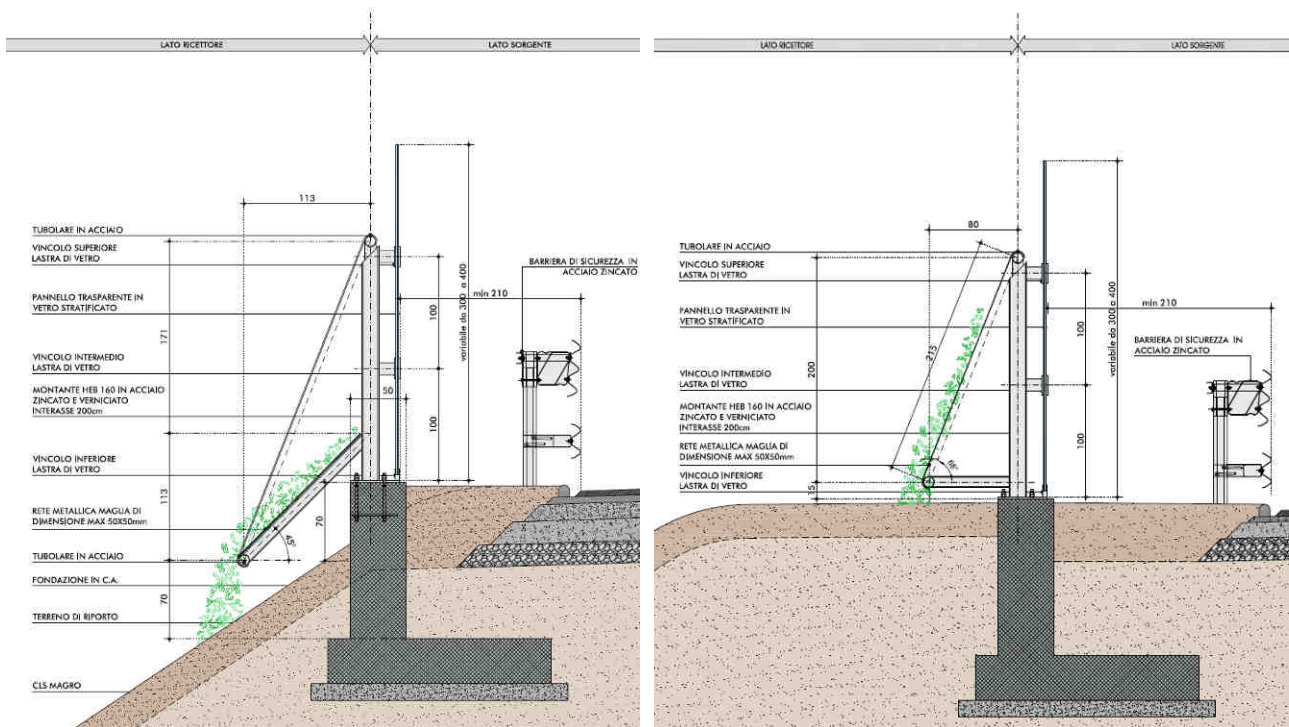 LATO RICETTORE
LATO SORGENTE
113
TUBOLARE IN ACCIAIO
VINCOLO SUPERIORE
LASTRA DI VETRO
PANNELLO TRASPARENTE IN
VETRO STRATIFICATO
171
VINCOLO INTERMEDIO
LASTRA DI VETRO
MONTANTE HEB 160 IN ACCIAIO
ZINCATO E VERNICIATO
INTERASSE 200cm
VINCOLO INFERIORE
LASTRA DI VETRO
113
RETE METALLICA MAGLIA DI
DIMENSIONE MAX 50X50mm
TUBOLARE IN ACCIAIO
FONDAZIONE IN C.A.
70
TERRENO DI RIPORTO
CLS MAGRO
45°
70
50
100
100
variabile da 300 a 400
min 210
BARRIERA DI SICUREZZA IN
ACCIAIO ZINCATO
LATO RICETTORE
LATO SORGENTE
80
TUBOLARE IN ACCIAIO
VINCOLO SUPERIORE
LASTRA DI VETRO
PANNELLO TRASPARENTE IN
VETRO STRATIFICATO
VINCOLO INTERMEDIO
LASTRA DI VETRO
MONTANTE HEB 160 IN ACCIAIO
ZINCATO E VERNICIATO
INTERASSE 200cm
RETE METALLICA MAGLIA DI
DIMENSIONE MAX 50X50mm
VINCOLO INFERIORE
LASTRA DI VETRO
200
15
215
68°
100
100
variabile da 300 a 400
min 210
BARRIERA DI SICUREZZA IN
ACCIAIO ZINCATO